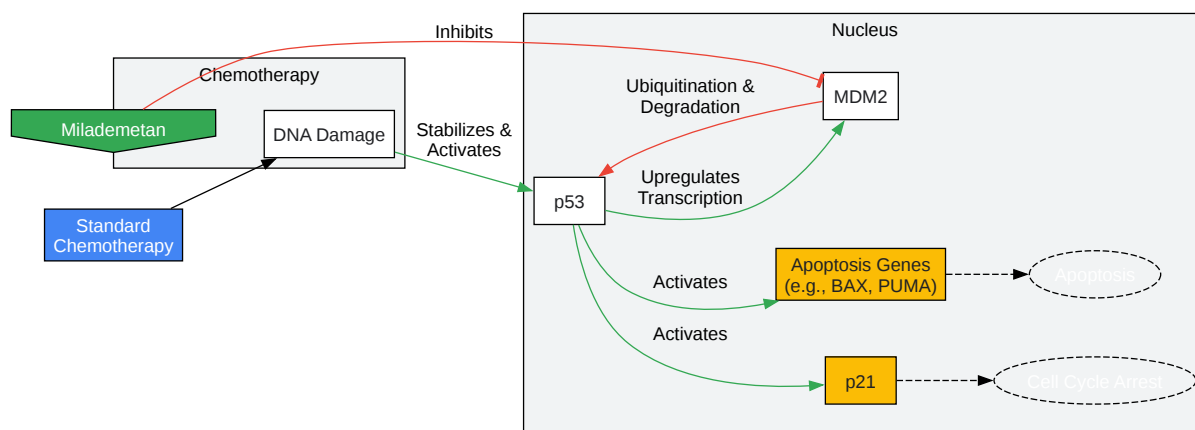 Inhibits
Nucleus
Chemotherapy
Milademetan
DNA Damage
Stabilizes &
Activates
Ubiquitination &
Degradation
MDM2
p53
Upregulates
Transcription
Standard
Chemotherapy
Activates
Apoptosis Genes
(e.g., BAX, PUMA)
Apoptosis
Activates
p21
Cell Cycle Arrest